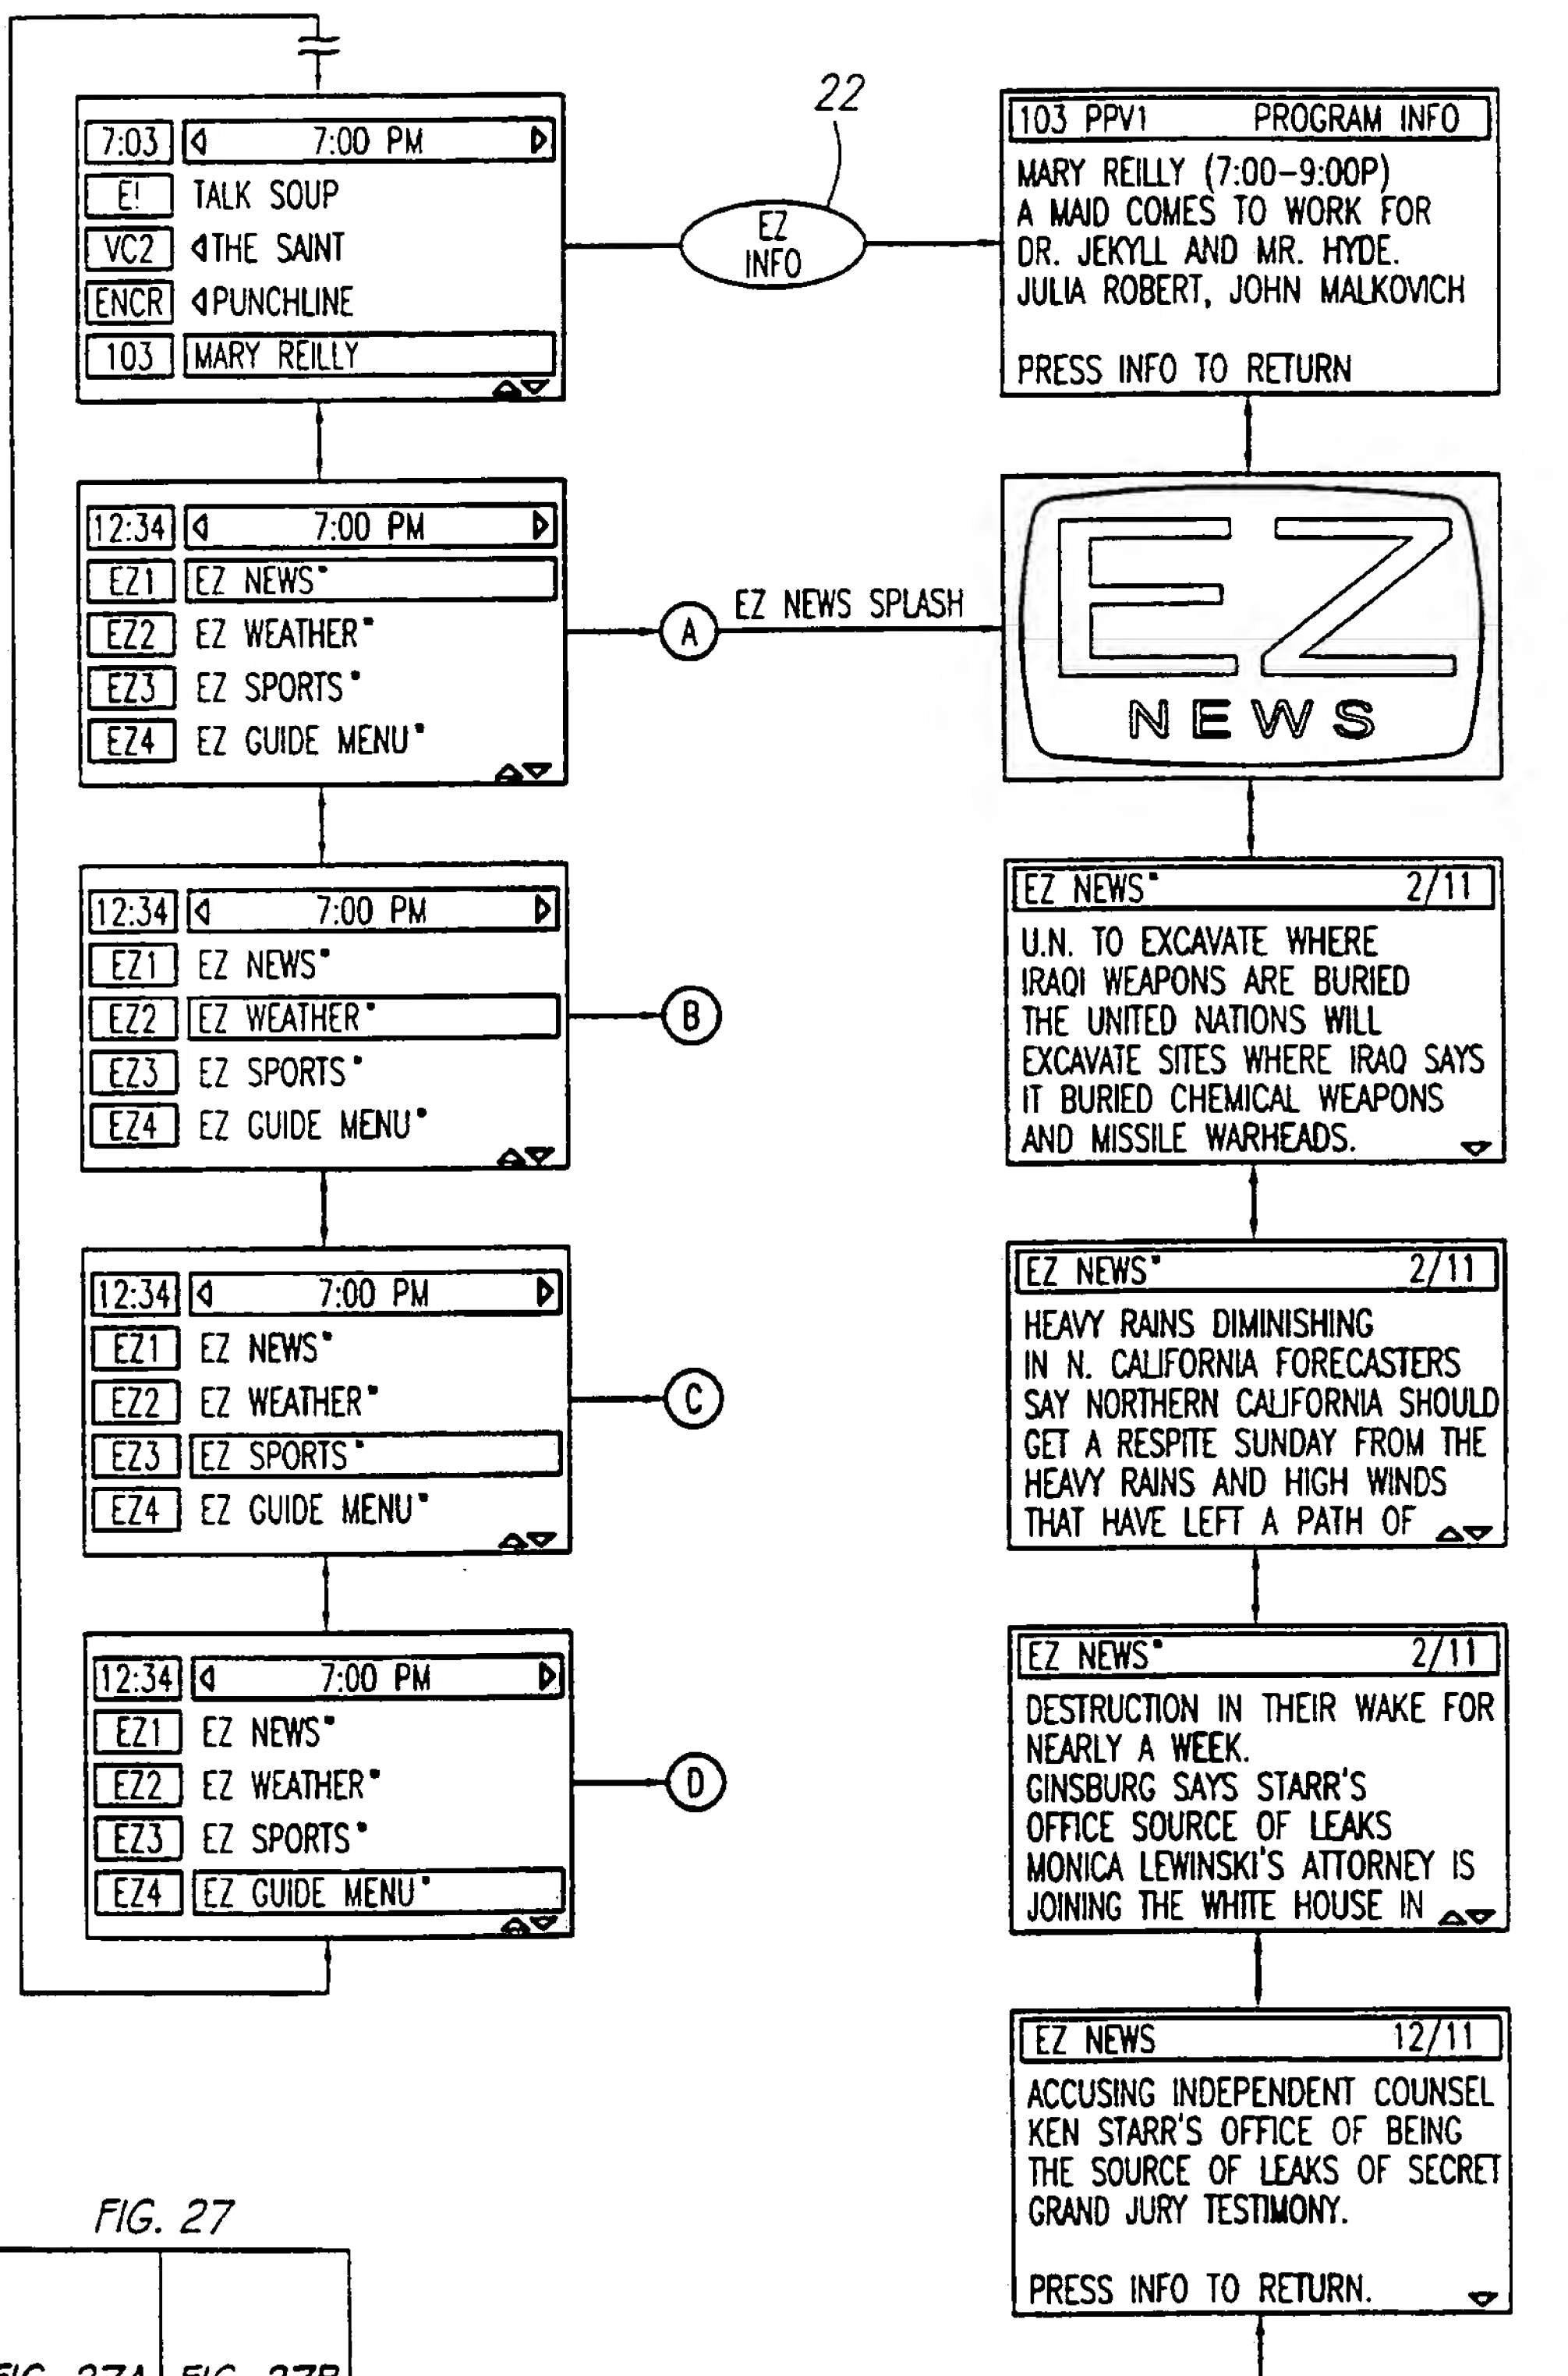 22
7:03 7:00 PM
E! TALK SOUP
VC2 THE SAINT
ENCR PUNCHLINE
103 MARY REILLY
EZ
INFO
103 PPV1 PROGRAM INFO
MARY REILLY (7:00-9:00P)
A MAID COMES TO WORK FOR
DR. JEKYLL AND MR. HYDE.
JULIA ROBERT, JOHN MALKOVICH
PRESS INFO TO RETURN
12:34 7:00 PM
EZ1 EZ NEWS
EZ2 EZ WEATHER
EZ3 EZ SPORTS
EZ4 EZ GUIDE MENU
A
EZ NEWS SPLASH
EZ
NEWS
12:34 7:00 PM
EZ1 EZ NEWS
EZ2 EZ WEATHER
EZ3 EZ SPORTS
EZ4 EZ GUIDE MENU
B
EZ NEWS 2/11
U.N. TO EXCAVATE WHERE
IRAQI WEAPONS ARE BURIED
THE UNITED NATIONS WILL
EXCAVATE SITES WHERE IRAQ SAYS
IT BURIED CHEMICAL WEAPONS
AND MISSILE WARHEADS.
12:34 7:00 PM
EZ1 EZ NEWS
EZ2 EZ WEATHER
EZ3 EZ SPORTS
EZ4 EZ GUIDE MENU
C
EZ NEWS 2/11
HEAVY RAINS DIMINISHING
IN N. CALIFORNIA FORECASTERS
SAY NORTHERN CALIFORNIA SHOULD
GET A RESPITE SUNDAY FROM THE
HEAVY RAINS AND HIGH WINDS
THAT HAVE LEFT A PATH OF
12:34 7:00 PM
EZ1 EZ NEWS
EZ2 EZ WEATHER
EZ3 EZ SPORTS
EZ4 EZ GUIDE MENU
D
EZ NEWS 2/11
DESTRUCTION IN THEIR WAKE FOR
NEARLY A WEEK.
GINSBURG SAYS STARR'S
OFFICE SOURCE OF LEAKS
MONICA LEWINSKI'S ATTORNEY IS
JOINING THE WHITE HOUSE IN
EZ NEWS 12/11
ACCUSING INDEPENDENT COUNSEL
KEN STARR'S OFFICE OF BEING
THE SOURCE OF LEAKS OF SECRET
GRAND JURY TESTIMONY.
PRESS INFO TO RETURN.
FIG. 27
FIG. 27A FIG. 27B